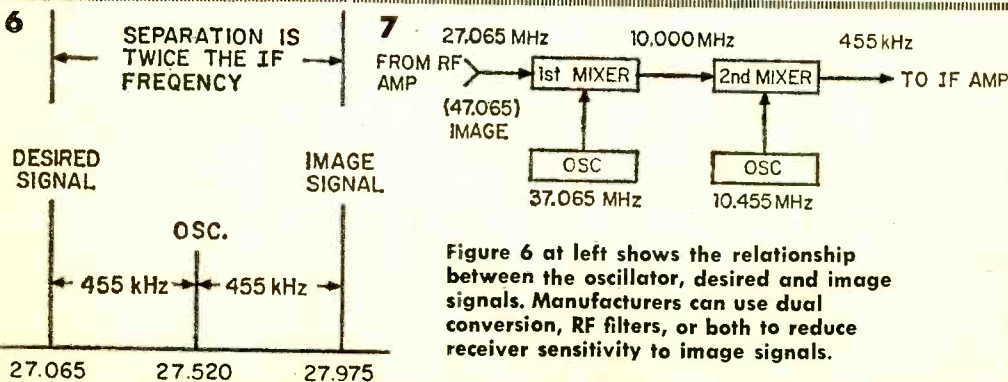 6
SEPARATION IS
TWICE THE IF
FREQENCY
DESIRED
SIGNAL
IMAGE
SIGNAL
OSC.
455 kHz
455 kHz
27.065
27.520
27.975
7
27.065 MHz
10.000MHz
455 kHz
FROM RF
AMP
1st MIXER
2nd MIXER
TO IF AMP
(47.065)
IMAGE
OSC
OSC
37.065 MHz
10.455MHz
Figure 6 at left shows the relationship
between the oscillator, desired and image
signals. Manufacturers can use dual
conversion, RF filters, or both to reduce
receiver sensitivity to image signals.